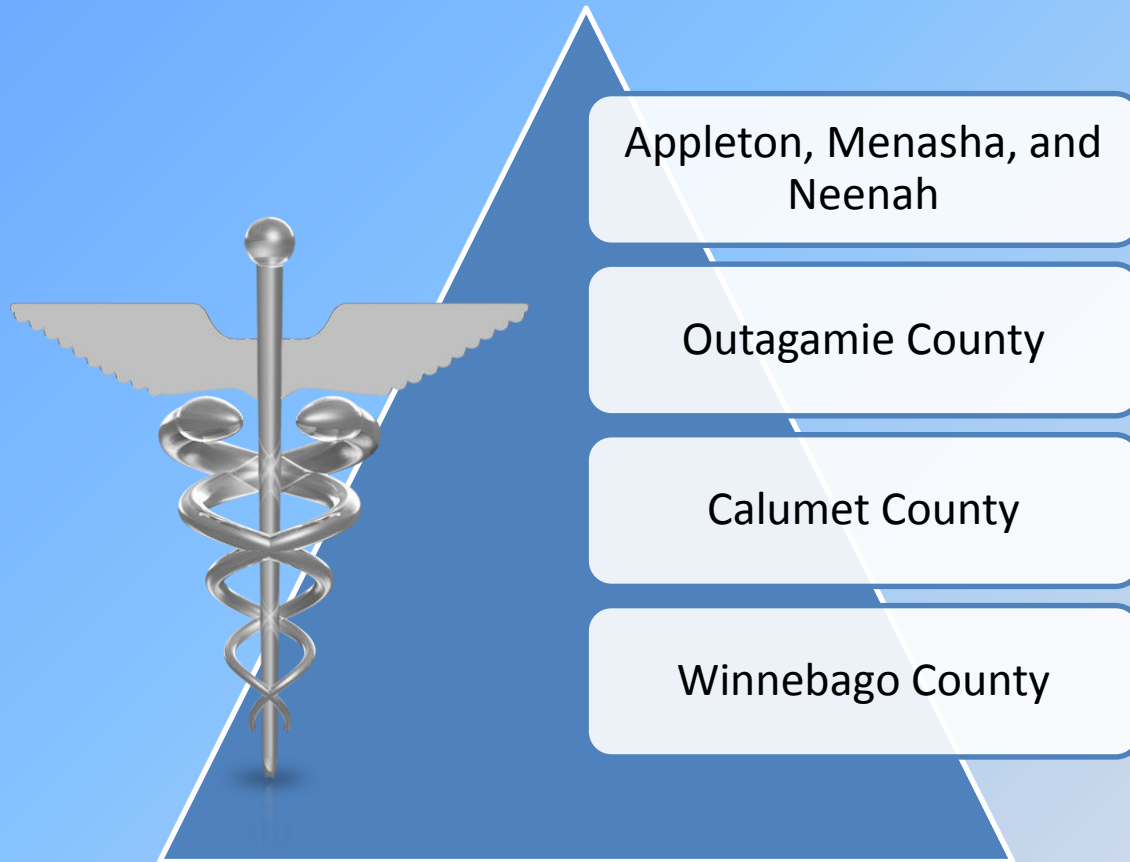 Appleton, Menasha, and
Neenah
Outagamie County
Calumet County
Winnebago County